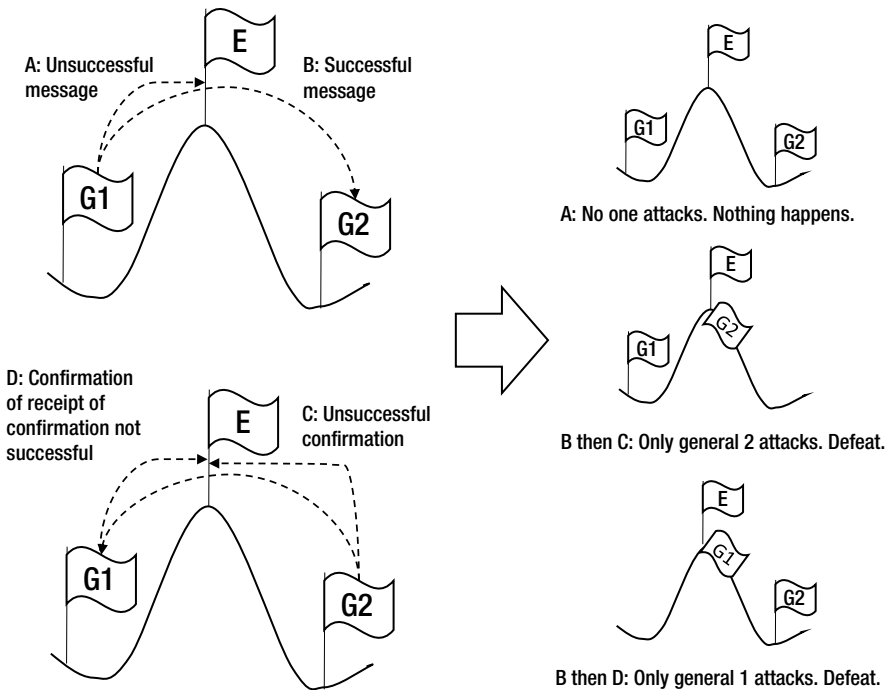 E
A: Unsuccessful
message
B: Successful
message
G1
G2
D: Confirmation
of receipt of
confirmation not
successful
E
C: Unsuccessful
confirmation
G1
G2
E
G1
G2
A: No one attacks. Nothing happens.
E
G2
G1
B then C: Only general 2 attacks. Defeat.
E
G1
G2
B then D: Only general 1 attacks. Defeat.